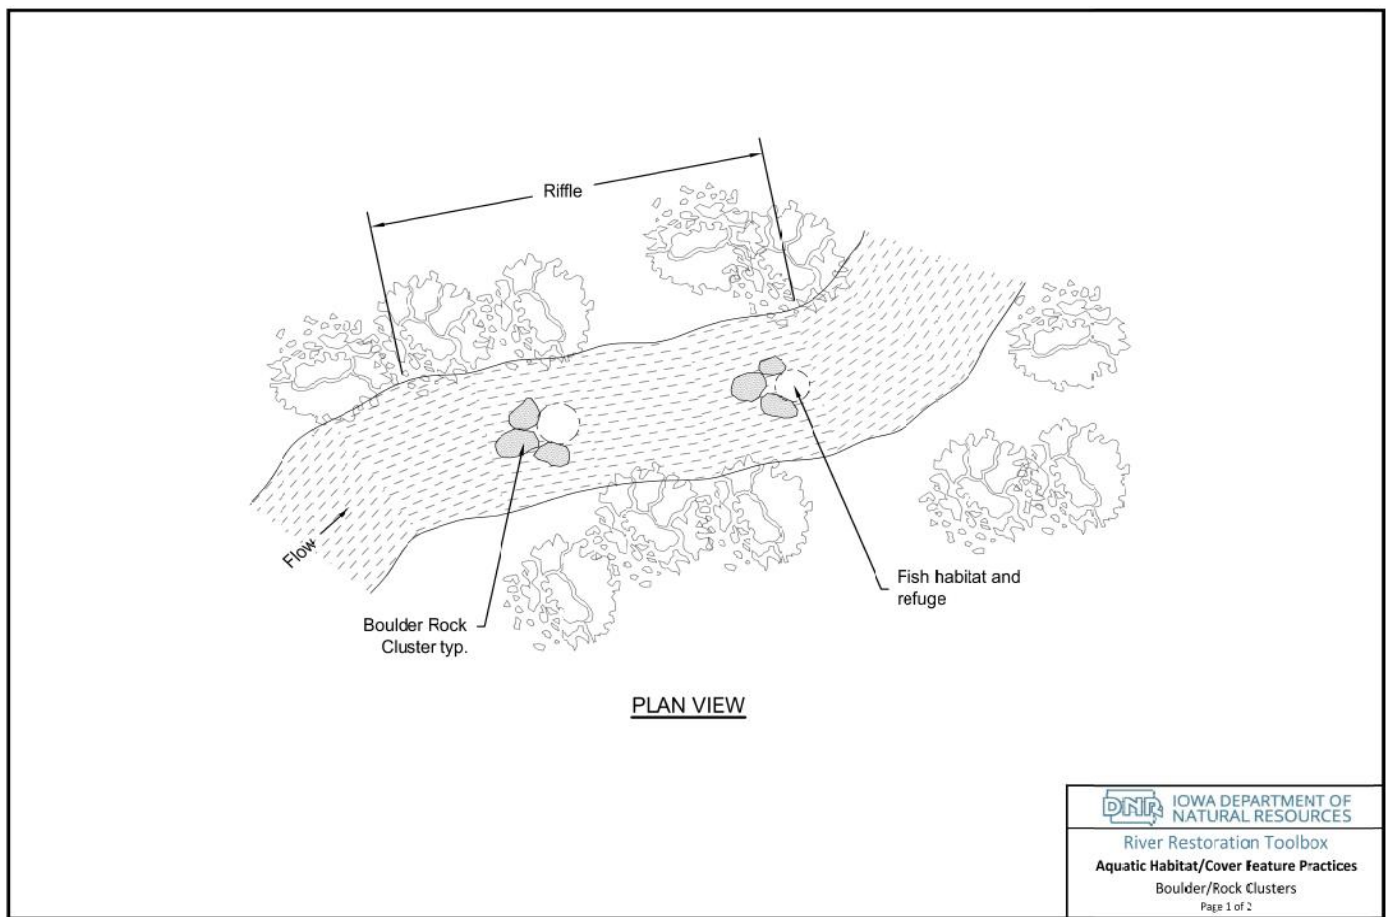 Riffle
Flow
Fish habitat and
refuge
Boulder Rock
Cluster typ.
PLAN VIEW
DNR
IOWA DEPARTMENT OF
NATURAL RESOURCES
River Restoration Toolbox
Aquatic Habitat/Cover Feature Practices
Boulder/Rock Clusters
Page 1 of 2